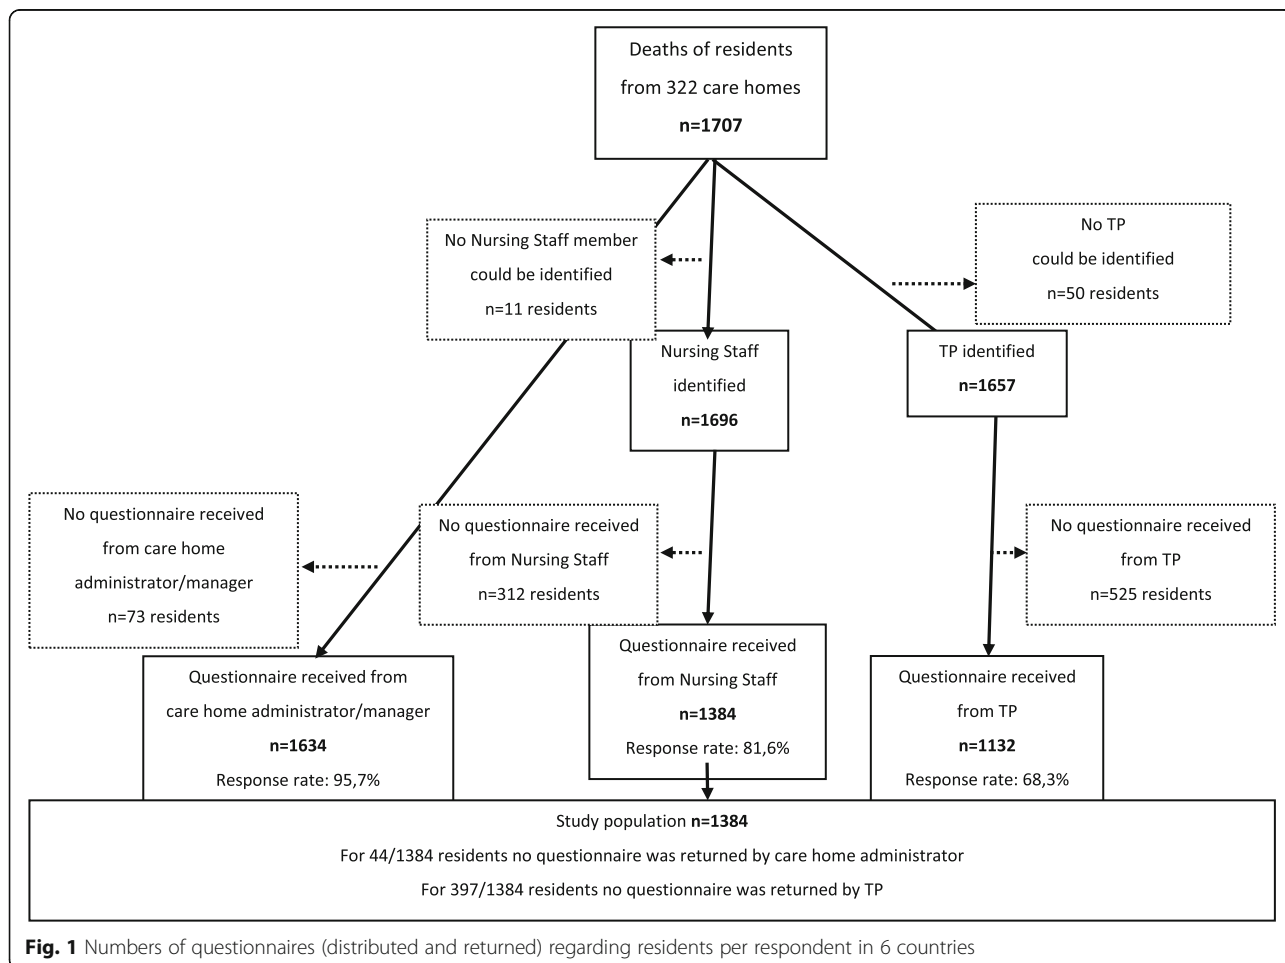 Deaths of residents
from 322 care homes
n=1707
No Nursing Staff member
could be identified
n=11 residents
No TP
could be identified
n=50 residents
Nursing Staff
identified
n=1696
TP identified
n=1657
No questionnaire received
from care home
administrator/manager
n=73 residents
No questionnaire received
from Nursing Staff
n=312 residents
No questionnaire received
from TP
n=525 residents
Questionnaire received from
care home administrator/manager
n=1634
Response rate: 95,7%
Questionnaire received
from Nursing Staff
n=1384
Response rate: 81,6%
Questionnaire received
from TP
n=1132
Response rate: 68,3%
Study population n=1384
For 44/1384 residents no questionnaire was returned by care home administrator
For 397/1384 residents no questionnaire was returned by TP
Fig. 1 Numbers of questionnaires (distributed and returned) regarding residents per respondent in 6 countries